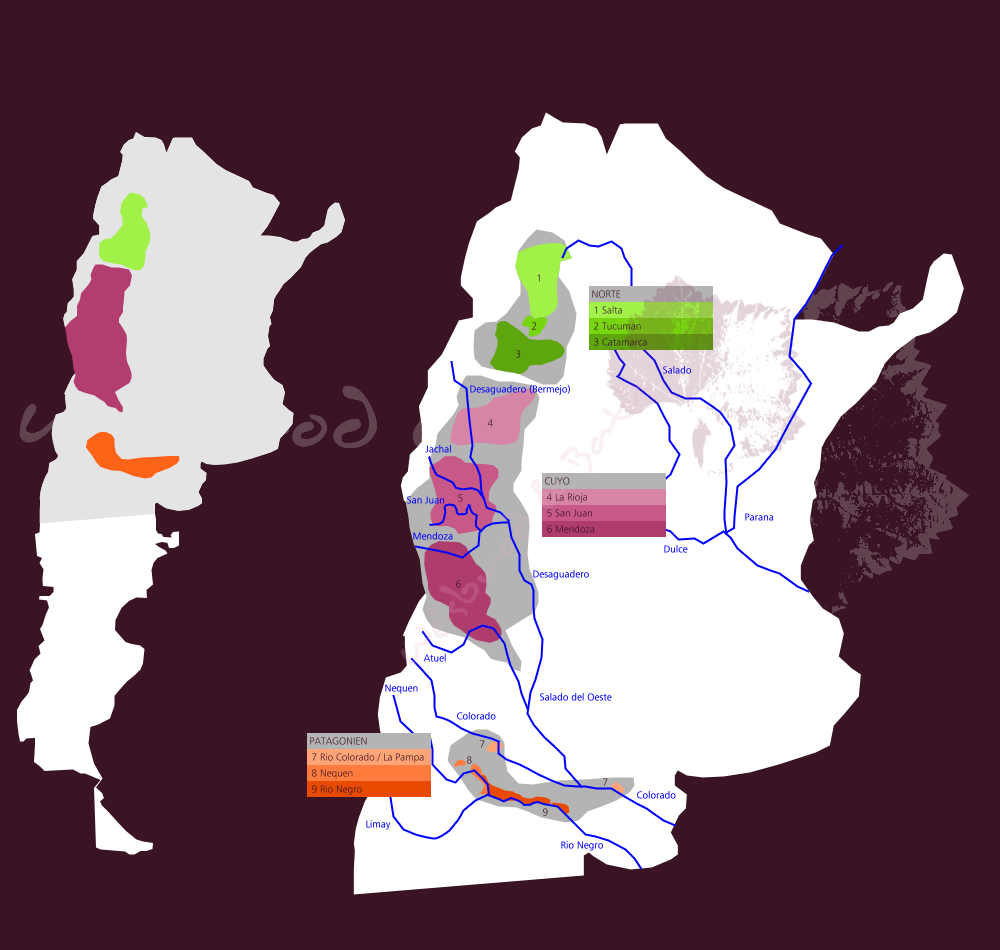 1
NORTE
1 Salta
2 Tucuman
3 Catamarca
2
3
Salado
Desaguadero (Bermejo)
4
Jachal
CUYO
4 La Rioja
5 San Juan
6 Mendoza
San Juan
5
Parana
Mendoza
Dulce
Desaguadero
6
Atuel
Nequen
Salado del Oeste
Colorado
PATAGONIEN
7 Rio Colorado / La Pampa
8 Nequen
9 Rio Negro
7
8
7
Colorado
9
Limay
Rio Negro